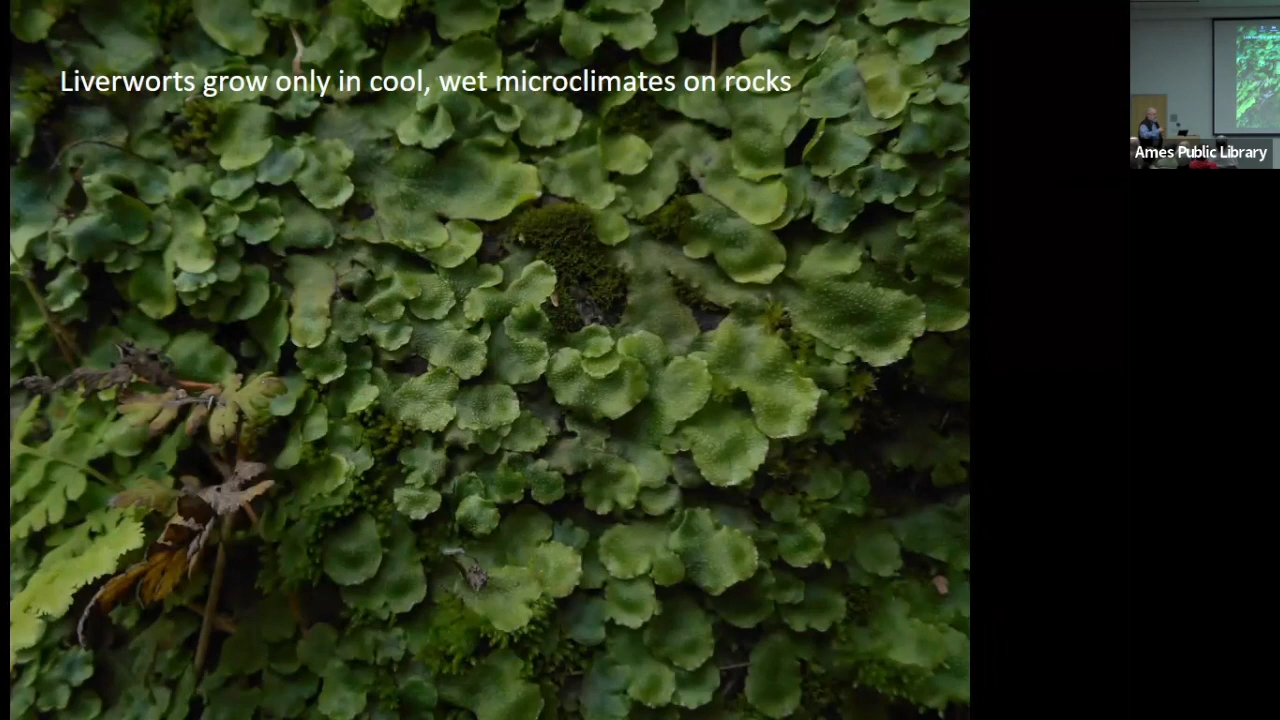 Liverworts grow only in cool, wet microclimates on rocks
Ames Public Library